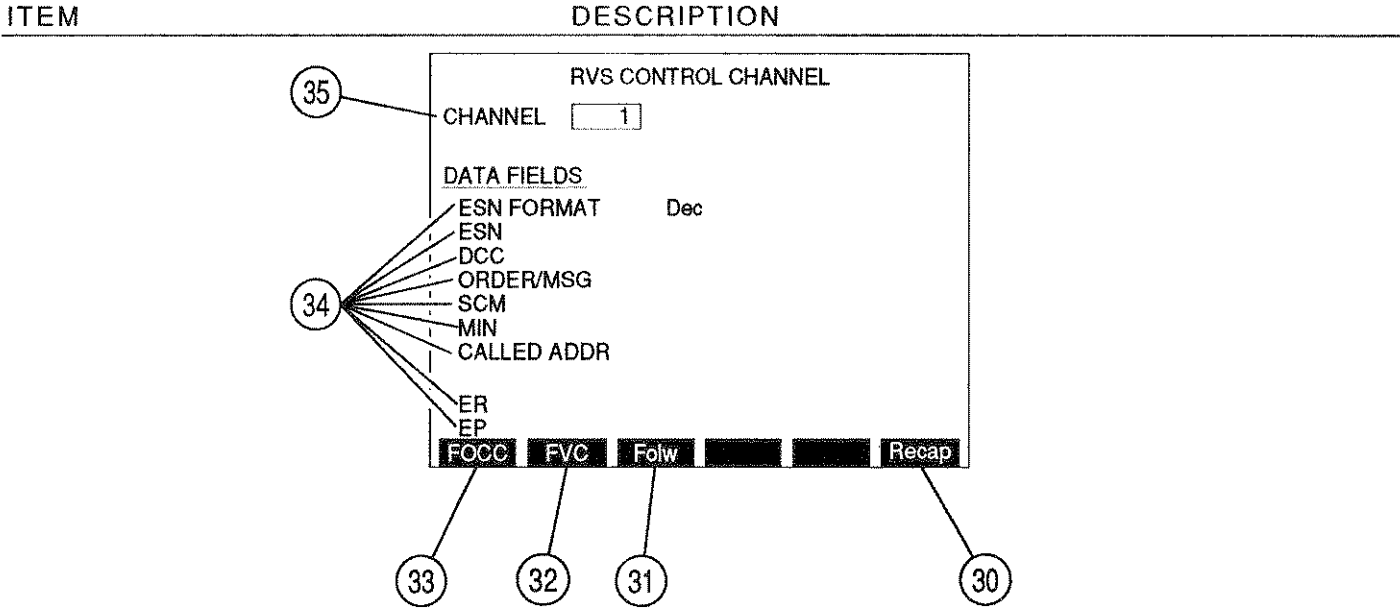 ITEM DESCRIPTION
RVS CONTROL CHANNEL
35
CHANNEL 1
DATA FIELDS
ESN FORMAT Dec
ESN
DCC
ORDER/MSG
34 SCM
MIN
CALLED ADDR
ER
EP
FOCC FVC Folw Recap
33 32 31 30